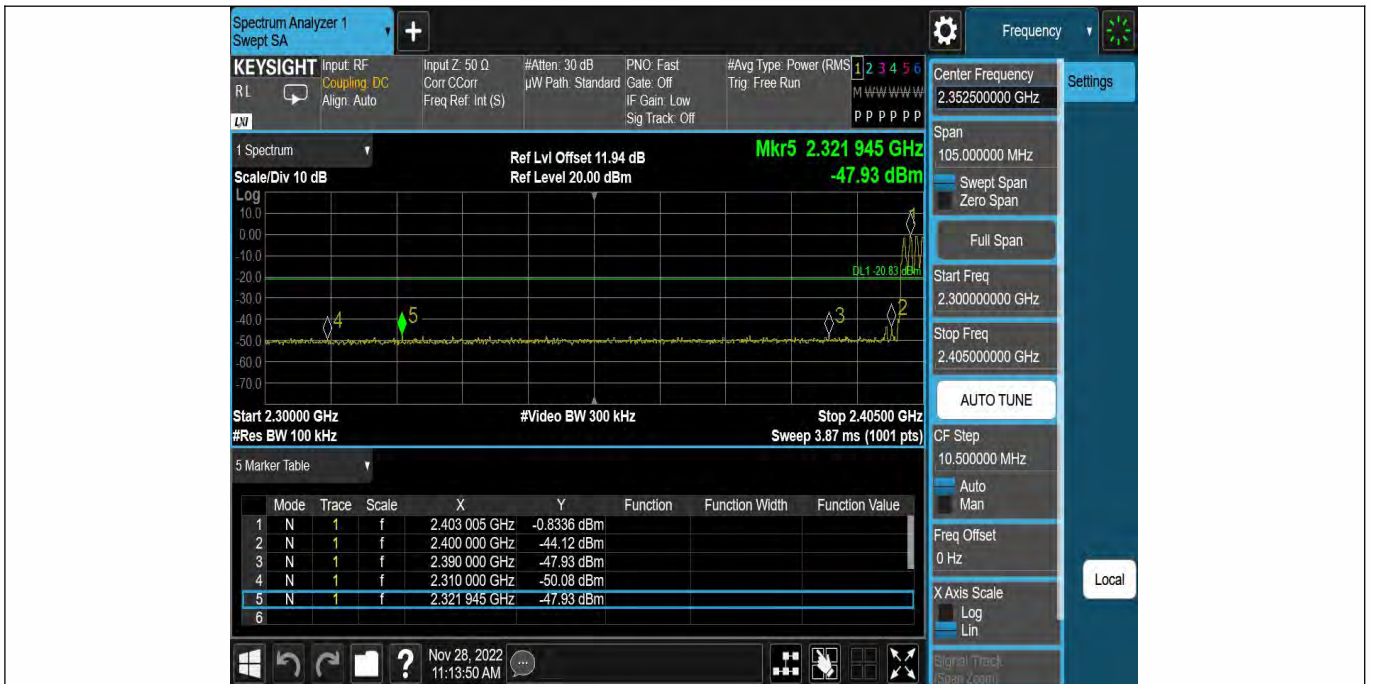 Spectrum Analyzer 1
Swept SA
+
Frequency
KEYSIGHT
RL
LXI
Input: RF
Coupling: DC
Align: Auto
Input Z: 50 Ω
Corr CCorr
Freq Ref: Int (S)
#Atten: 30 dB
µW Path: Standard
PNO: Fast
Gate: Off
IF Gain: Low
Sig Track: Off
#Avg Type: Power (RMS
Trig: Free Run
1 2 3 4 5 6
M W W W W W
P P P P P P
Center Frequency
2.352500000 GHz
Settings
Span
105.000000 MHz
Swept Span
Zero Span
Full Span
Start Freq
2.300000000 GHz
Stop Freq
2.405000000 GHz
AUTO TUNE
CF Step
10.500000 MHz
Auto
Man
Freq Offset
0 Hz
X Axis Scale
Log
Lin
Signal Track
(Span Zoom)
Local
1 Spectrum
Scale/Div 10 dB
Ref Lvl Offset 11.94 dB
Ref Level 20.00 dBm
Mkr5 2.321 945 GHz
-47.93 dBm
Log
10.0
0.00
-10.0
-20.0
-30.0
-40.0
-50.0
-60.0
-70.0
1
DL1 -20.83 dBm
4
5
3
2
Start 2.30000 GHz
#Video BW 300 kHz
Stop 2.40500 GHz
#Res BW 100 kHz
Sweep 3.87 ms (1001 pts)
5 Marker Table
Mode Trace Scale X Y Function Function Width Function Value
1 N 1 f 2.403 005 GHz -0.8336 dBm
2 N 1 f 2.400 000 GHz -44.12 dBm
3 N 1 f 2.390 000 GHz -47.93 dBm
4 N 1 f 2.310 000 GHz -50.08 dBm
5 N 1 f 2.321 945 GHz -47.93 dBm
6
?
Nov 28, 2022
11:13:50 AM